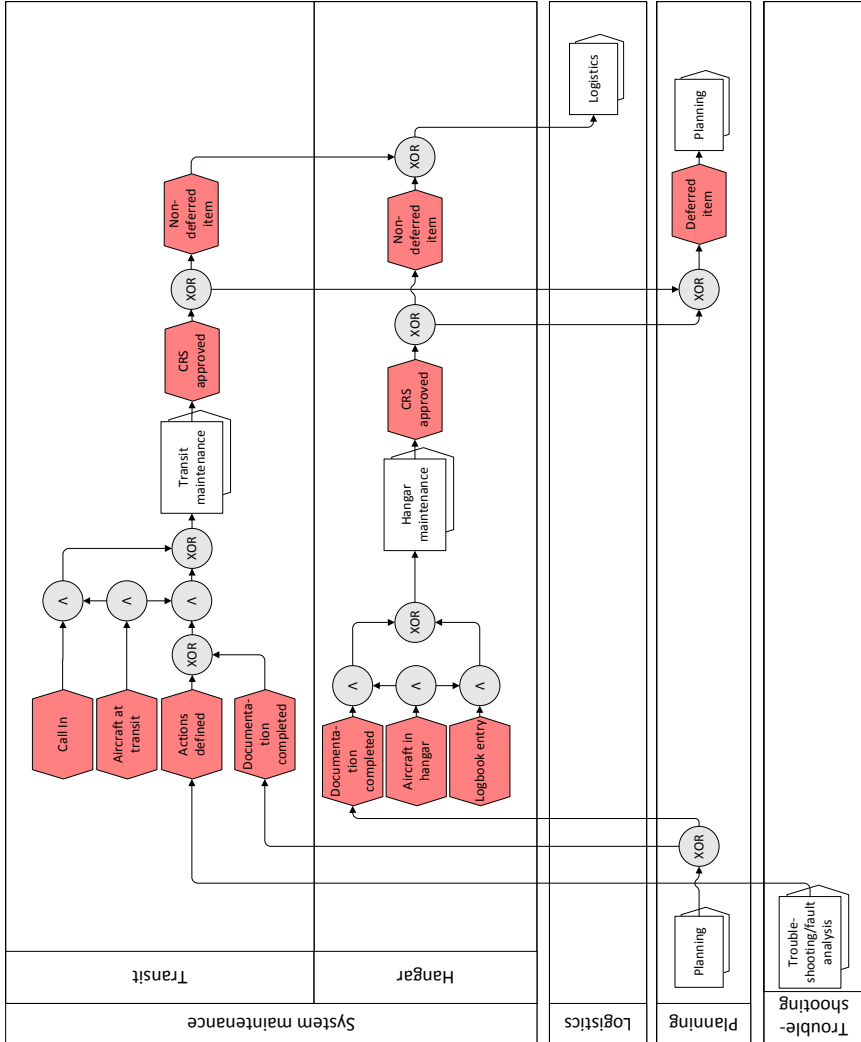 System maintenance
Transit
Call In
Aircraft at
transit
Actions
defined
Documenta-
tion
completed
XOR
∧
∧
∧
XOR
Transit
maintenance
CRS
approved
XOR
Non-
deferred
item
Hangar
Documenta-
tion
completed
Aircraft in
hangar
Logbook entry
∧
∧
∧
XOR
Hangar
maintenance
CRS
approved
XOR
Non-
deferred
item
XOR
Logistics
Logistics
Planning
Planning
XOR
XOR
Deferred
item
Planning
Trouble-
shooting
Trouble-
shooting/fault
analysis